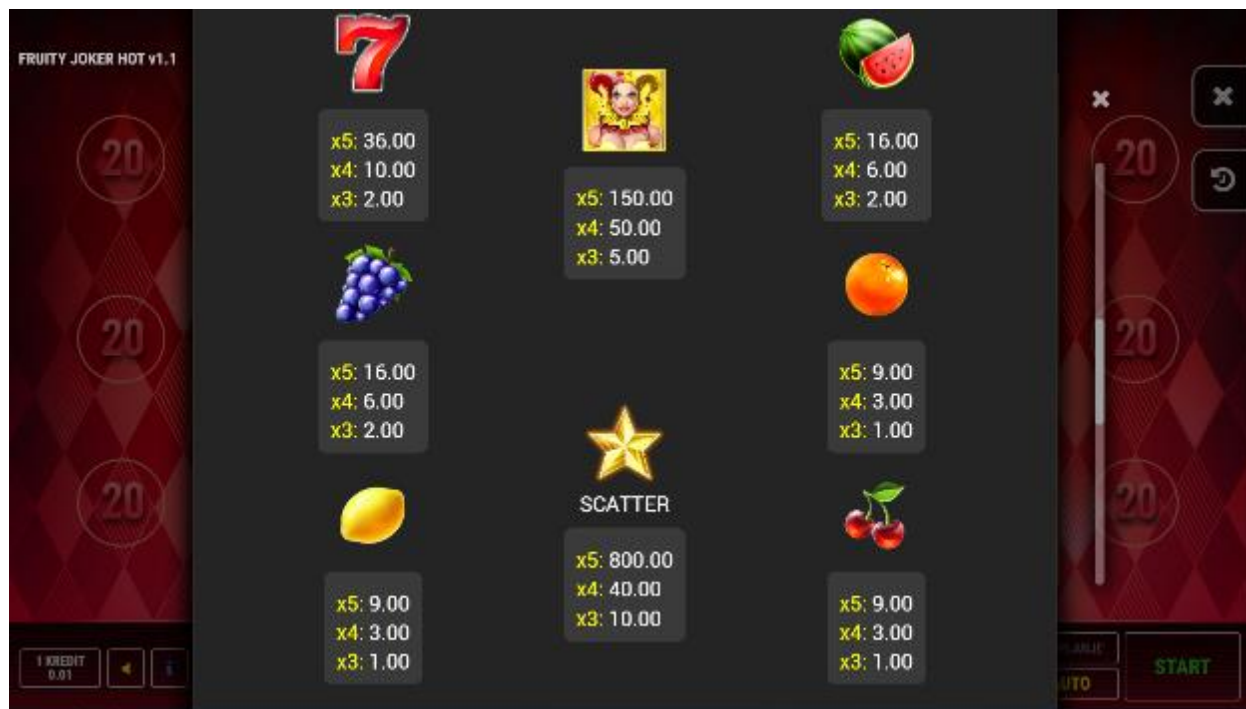 FRUITY JOKER HOT v1.1
20
20
20
7
x5: 36.00
x4: 10.00
x3: 2.00
x5: 150.00
x4: 50.00
x3: 5.00
x5: 16.00
x4: 6.00
x3: 2.00
x5: 16.00
x4: 6.00
x3: 2.00
x5: 9.00
x4: 3.00
x3: 1.00
SCATTER
x5: 800.00
x4: 40.00
x3: 10.00
x5: 9.00
x4: 3.00
x3: 1.00
x5: 9.00
x4: 3.00
x3: 1.00
20
20
20
1 KREDIT
0.01
START